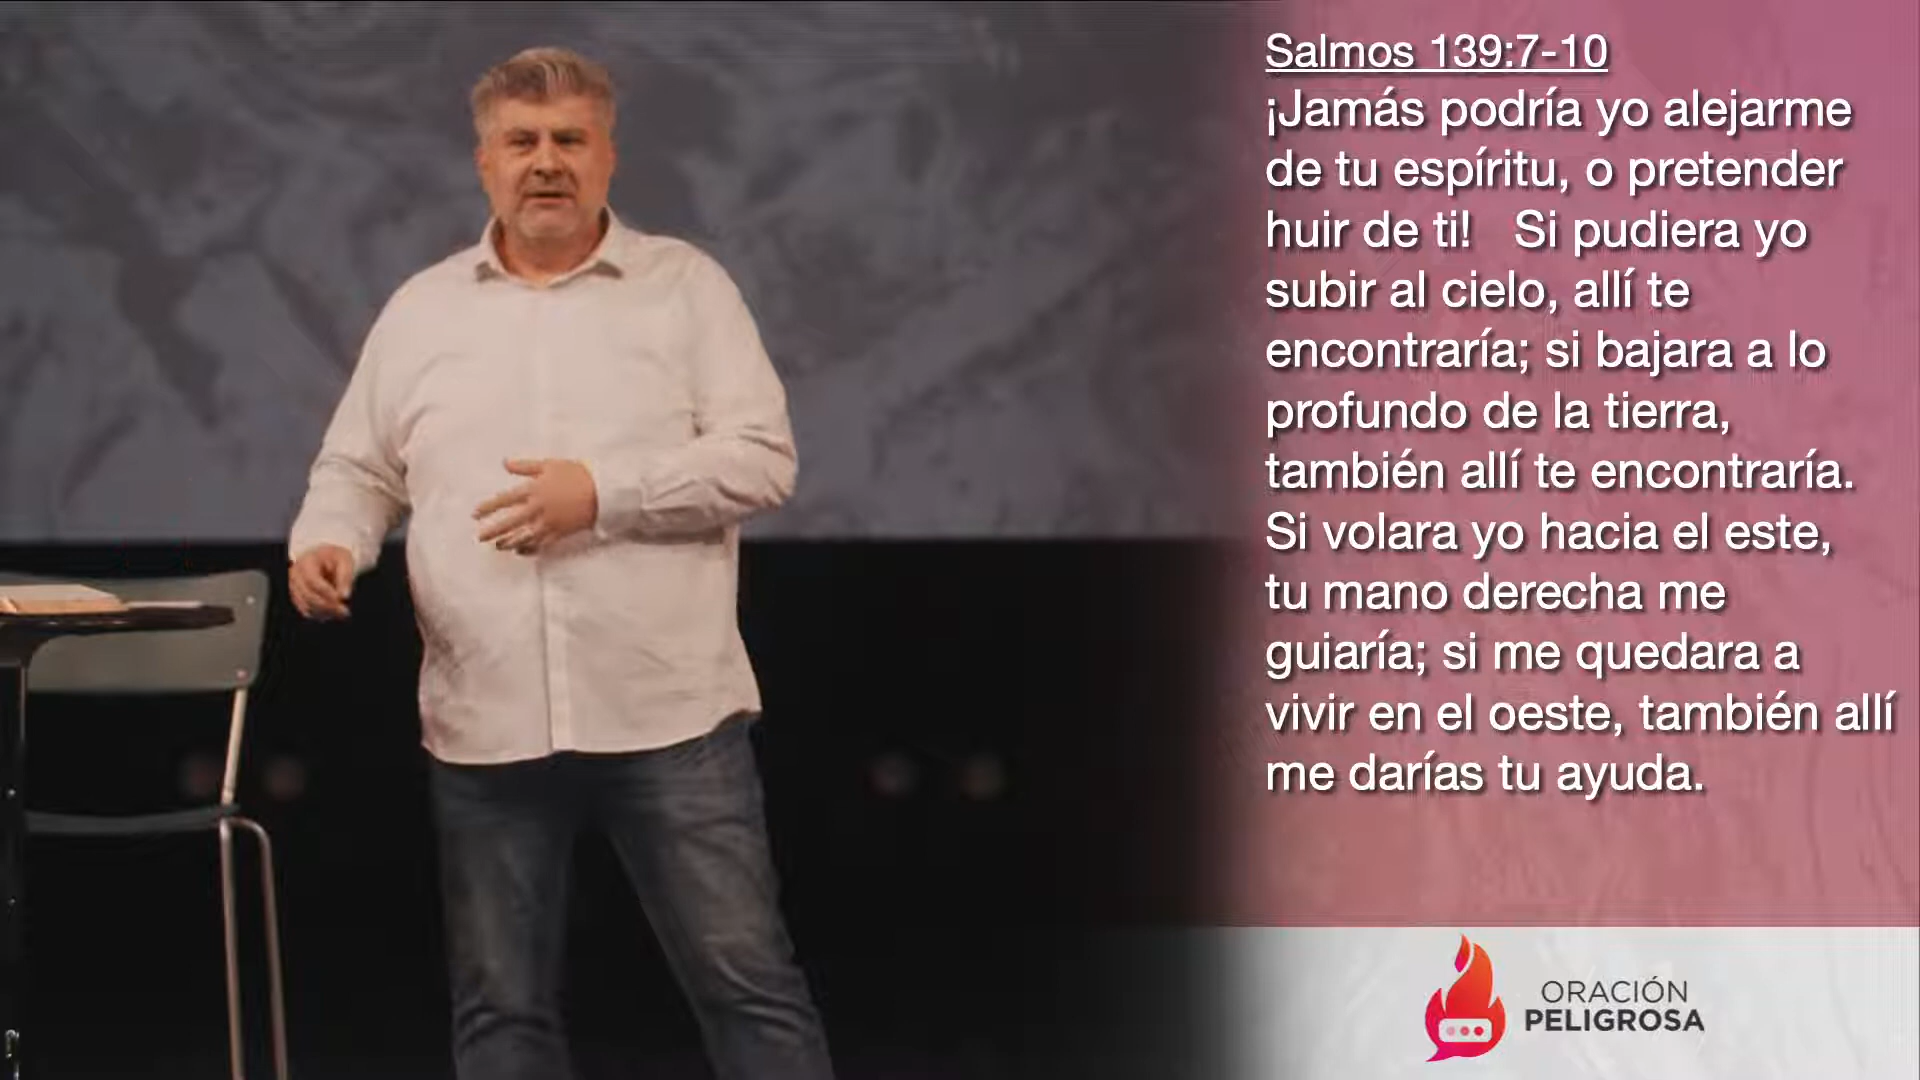 Salmos 139:7-10
¡Jamás podría yo alejarme
de tu espíritu, o pretender
huir de ti!   Si pudiera yo
subir al cielo, allí te
encontraría; si bajara a lo
profundo de la tierra,
también allí te encontraría.
Si volara yo hacia el este,
tu mano derecha me
guiaría; si me quedara a
vivir en el oeste, también allí
me darías tu ayuda.
ORACIÓN
PELIGROSA